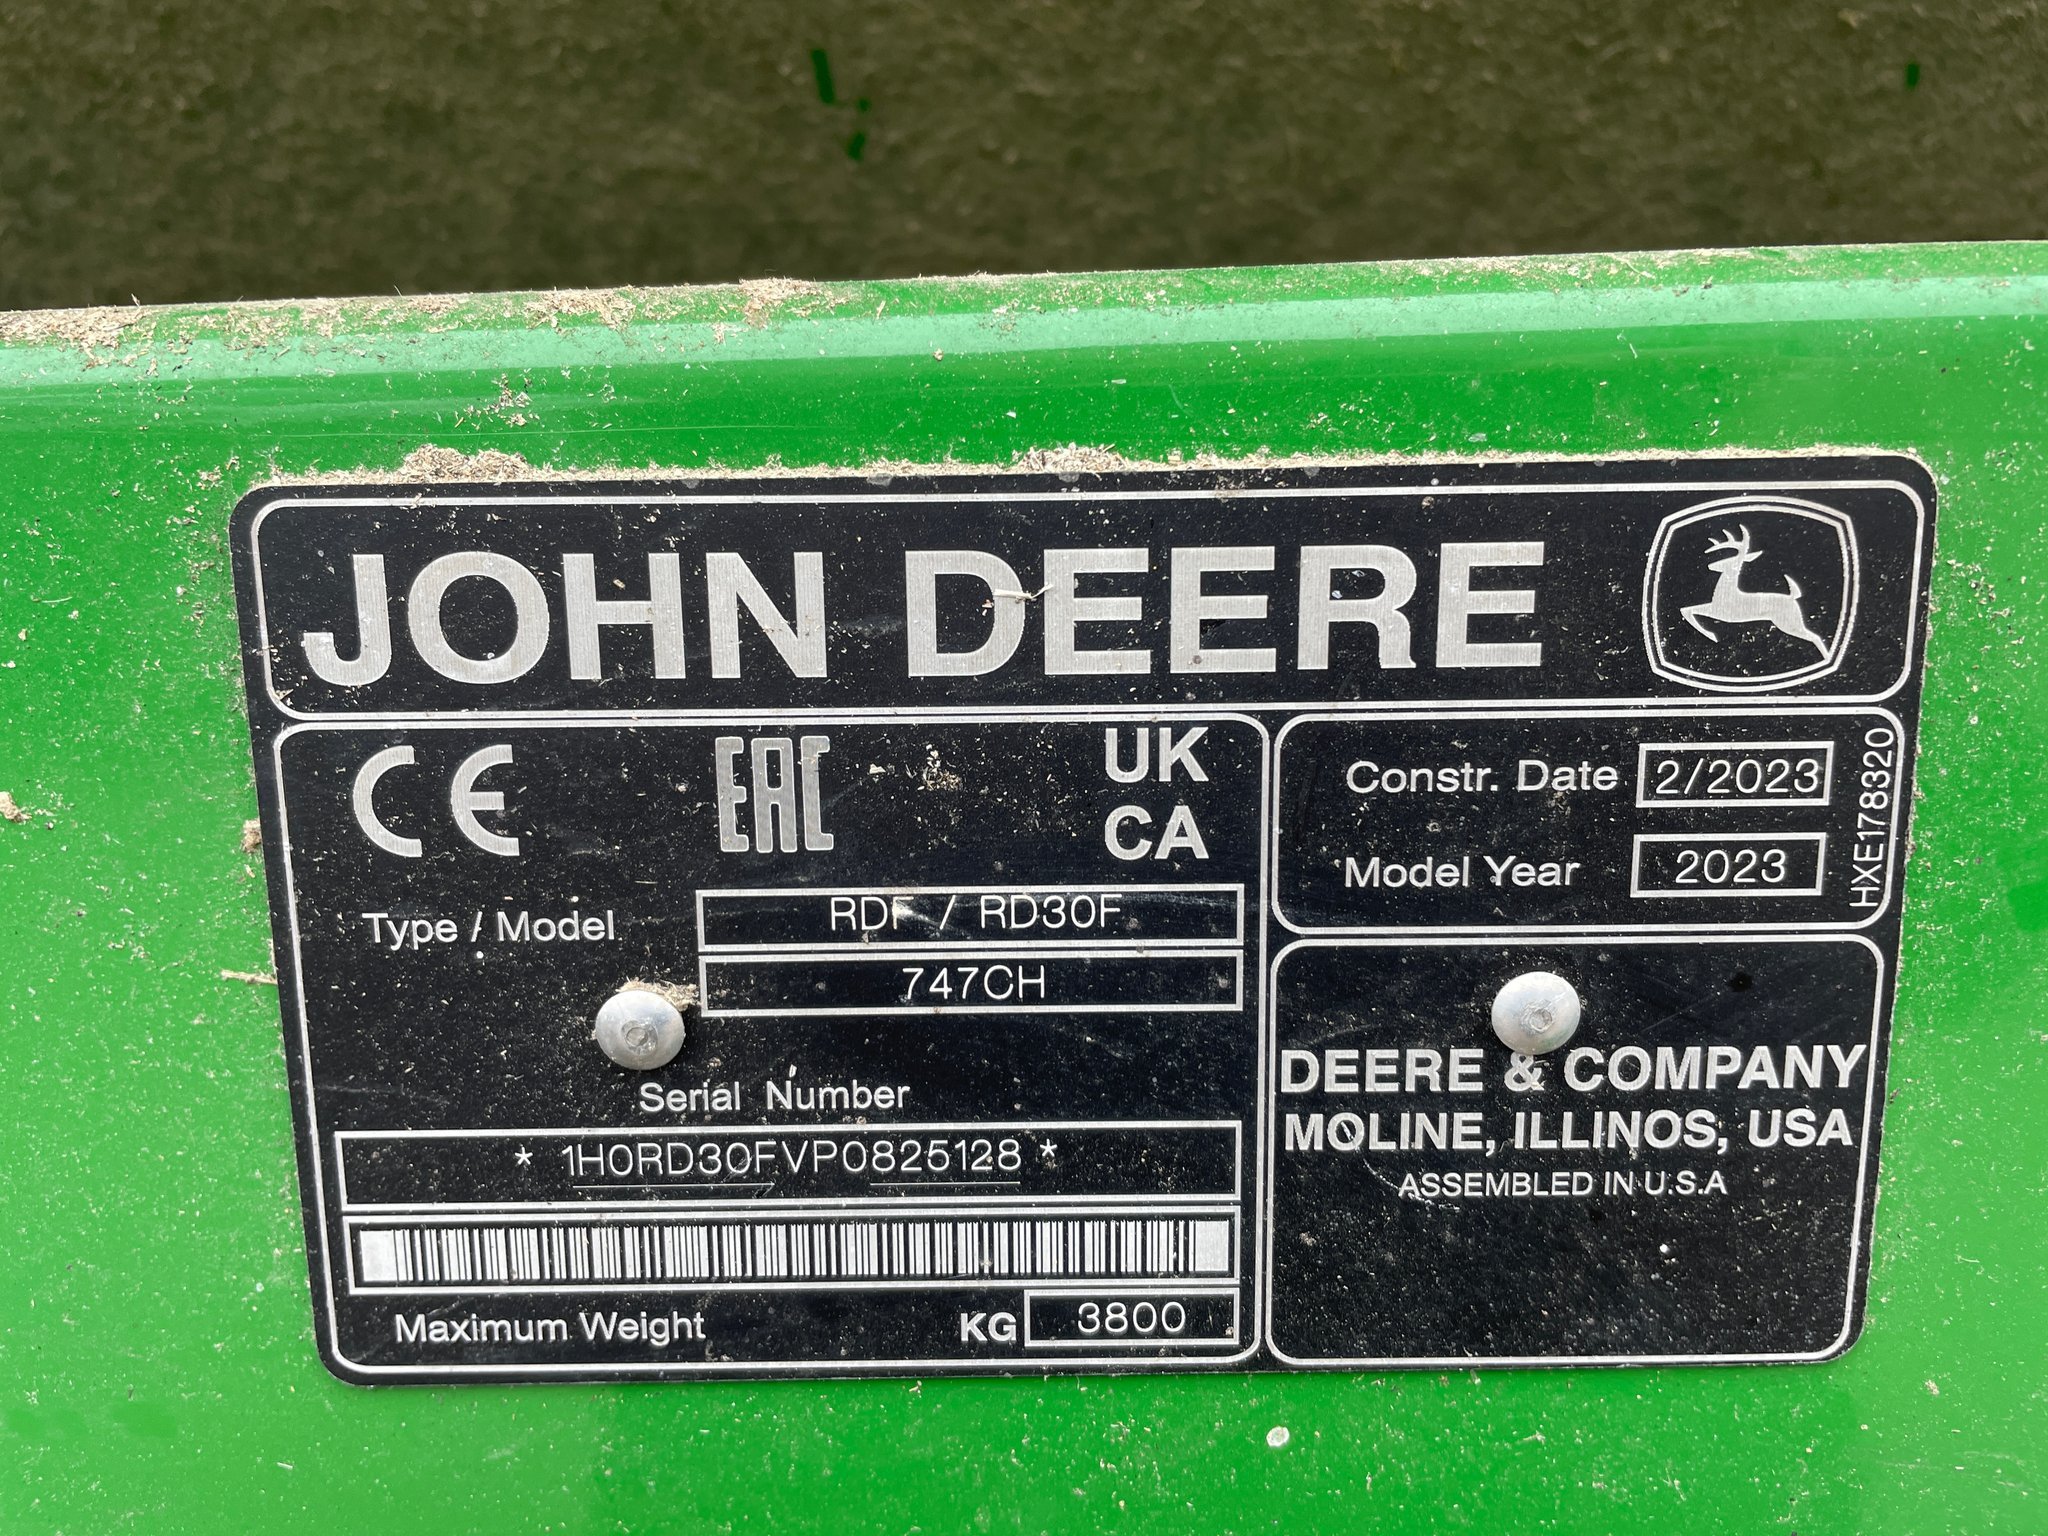 JOHN DEERE
CE EAC UK
CA
Type / Model RDF / RD30F
747CH
Serial Number
* 1H0RD30FVP0825128 *
Maximum Weight KG 3800
Constr. Date 2/2023
Model Year 2023
HXE178320
DEERE & COMPANY
MOLINE, ILLINOS, USA
ASSEMBLED IN U.S.A